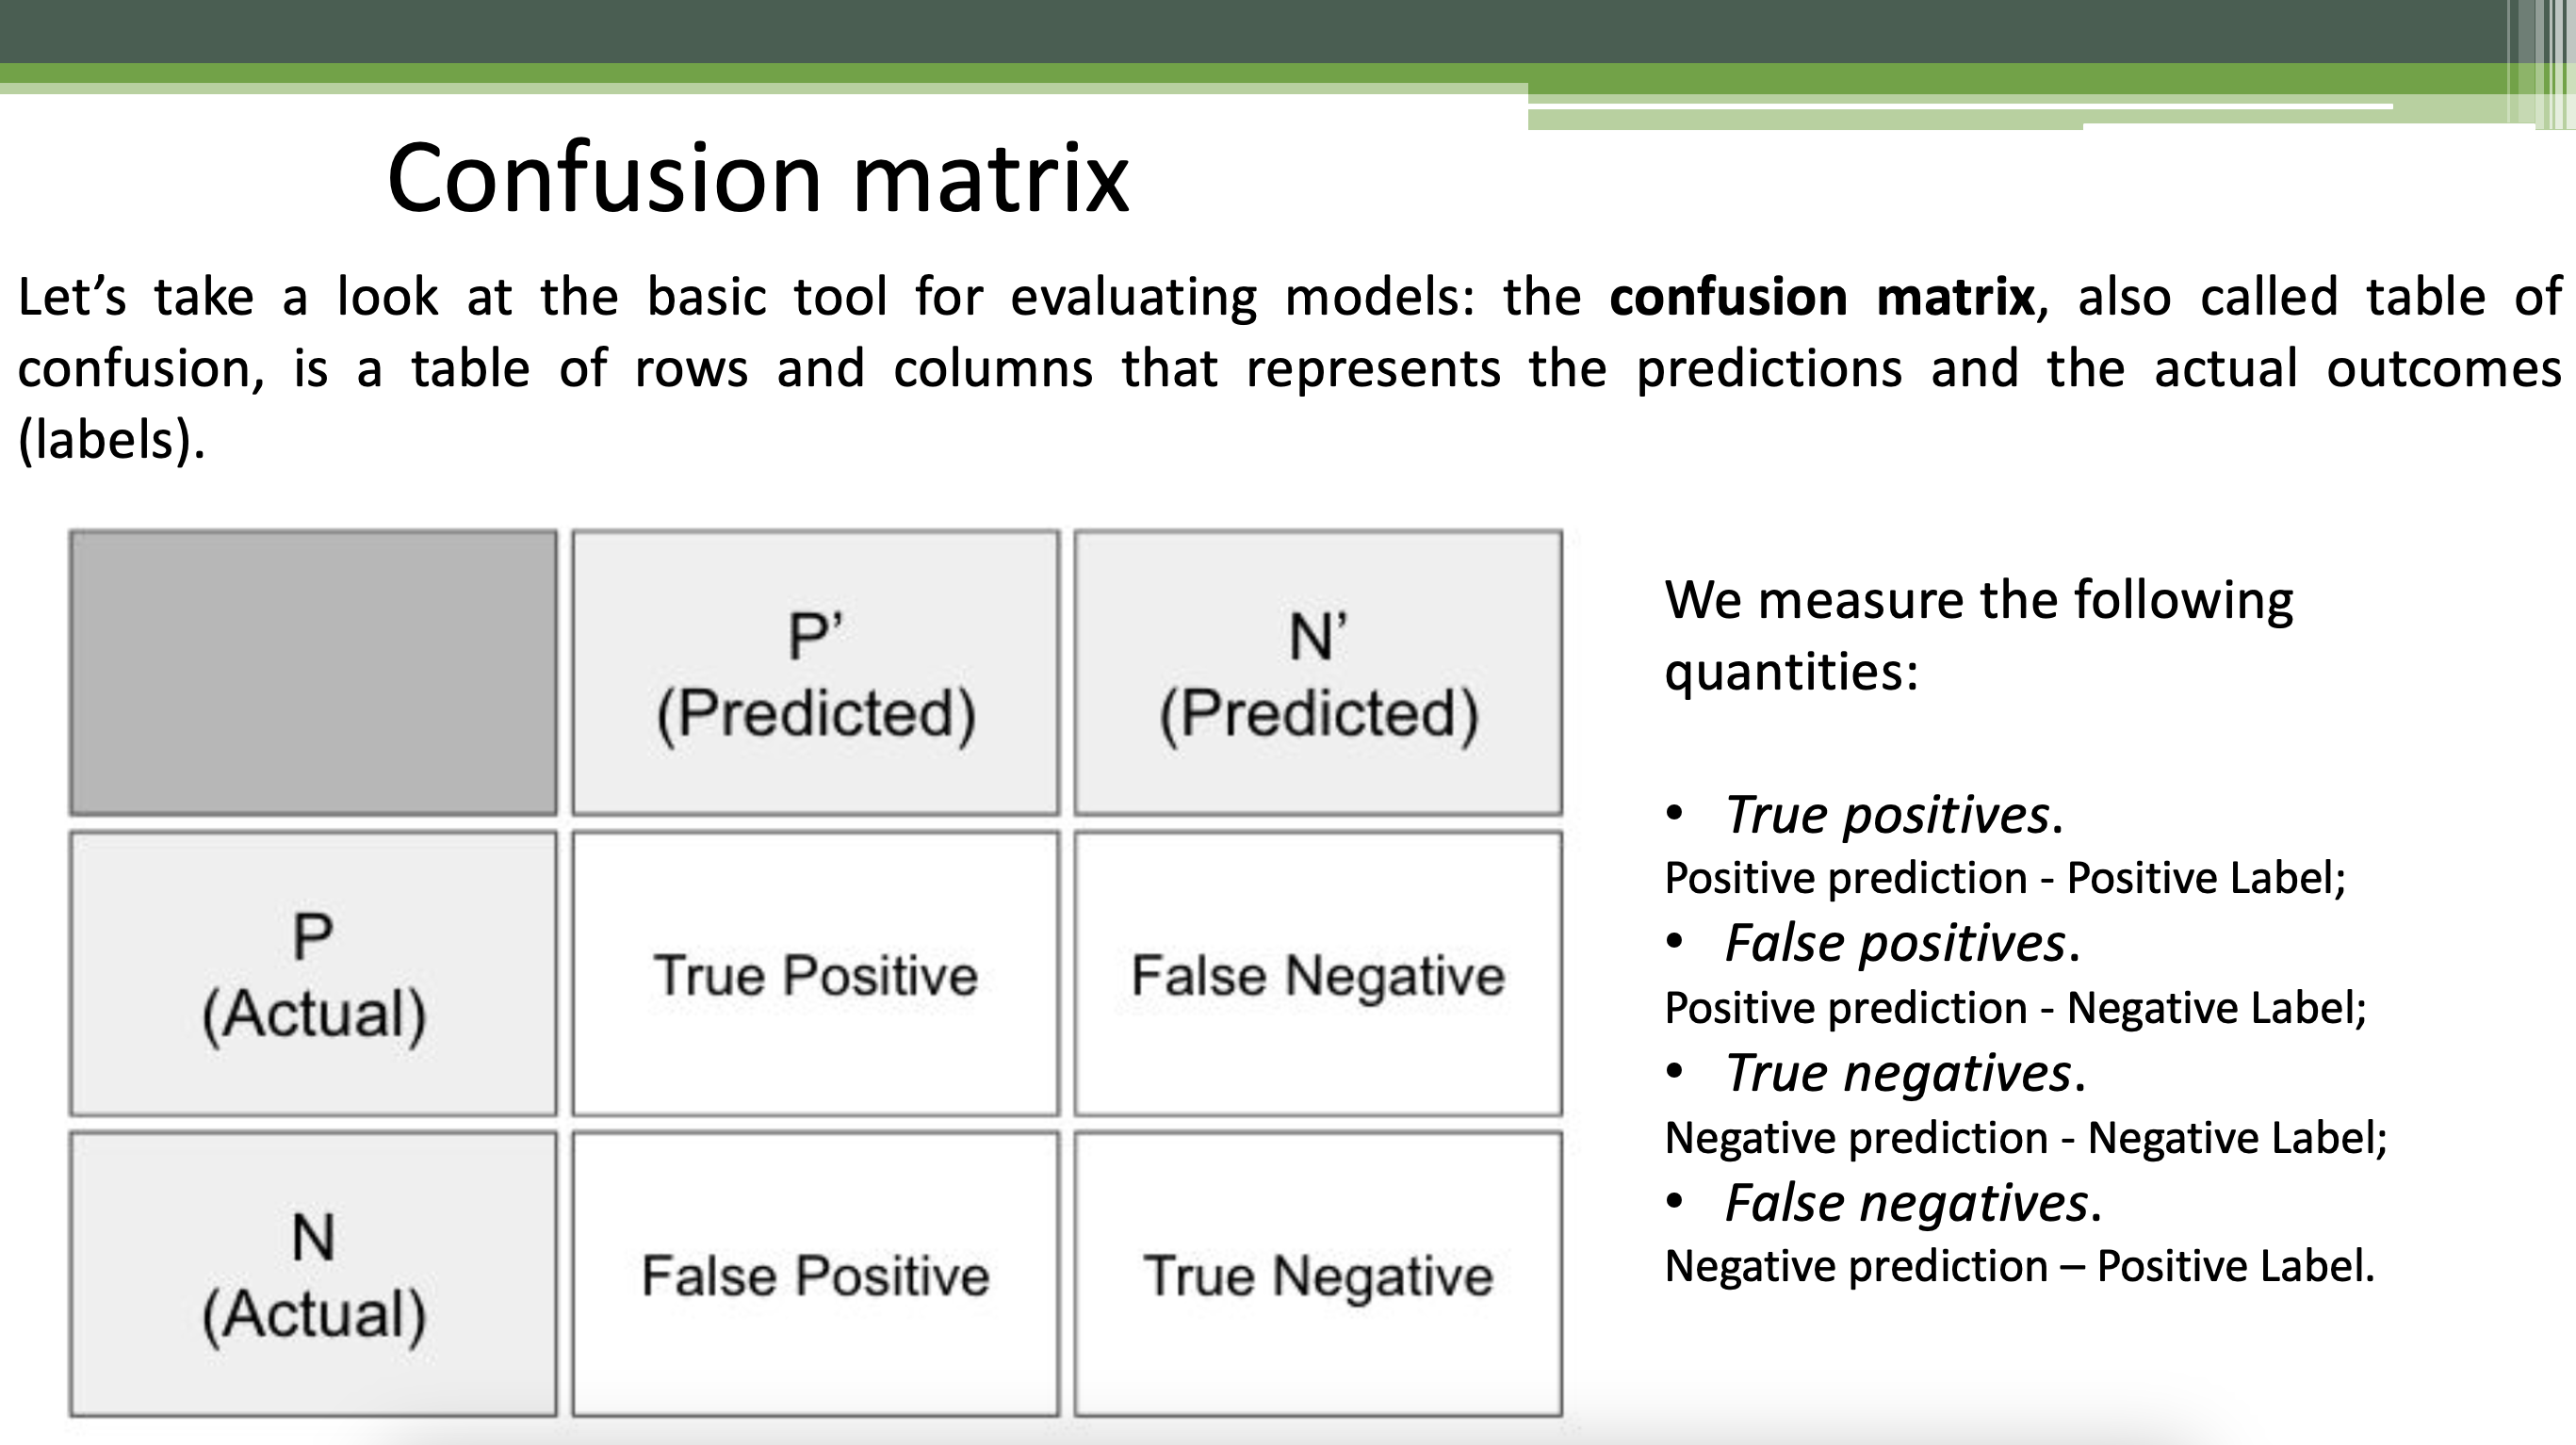 Confusion matrix
Let’s take a look at the basic tool for evaluating models: the confusion matrix, also called table of
confusion, is a table of rows and columns that represents the predictions and the actual outcomes
(labels).
P’
(Predicted)
N’
(Predicted)
P
(Actual)
True Positive
False Negative
N
(Actual)
False Positive
True Negative
We measure the following
quantities:
• True positives.
Positive prediction - Positive Label;
• False positives.
Positive prediction - Negative Label;
• True negatives.
Negative prediction - Negative Label;
• False negatives.
Negative prediction – Positive Label.